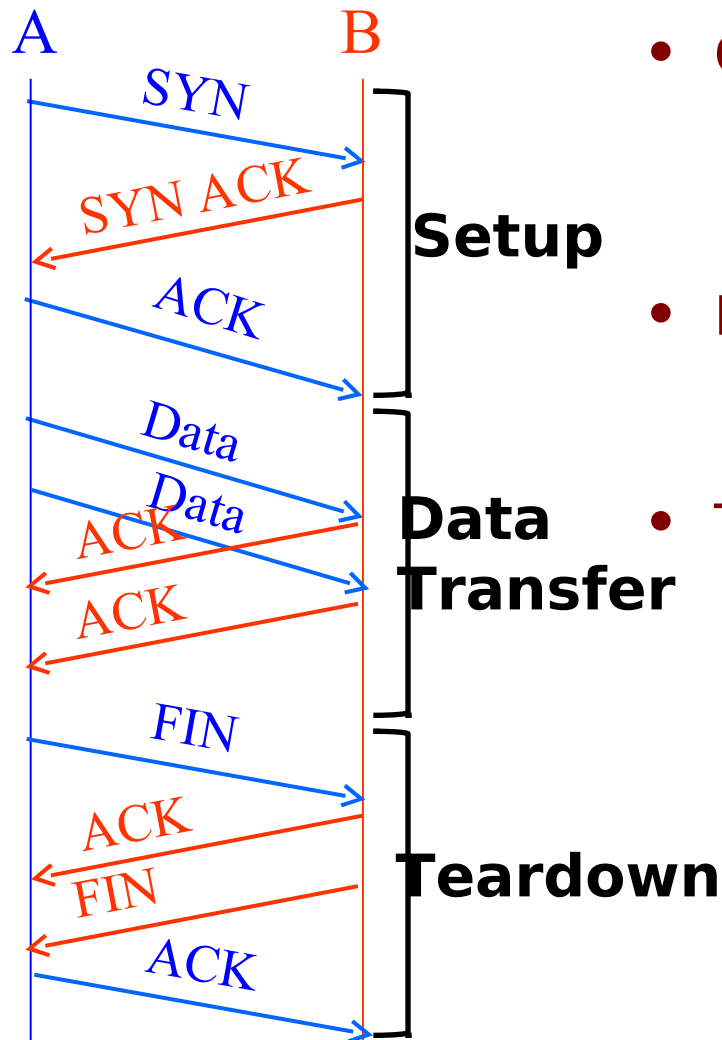 A
B
SYN
SYN ACK
Setup
ACK
Data
Data
ACK
Data
Transfer
ACK
FIN
ACK
Teardown
FIN
ACK